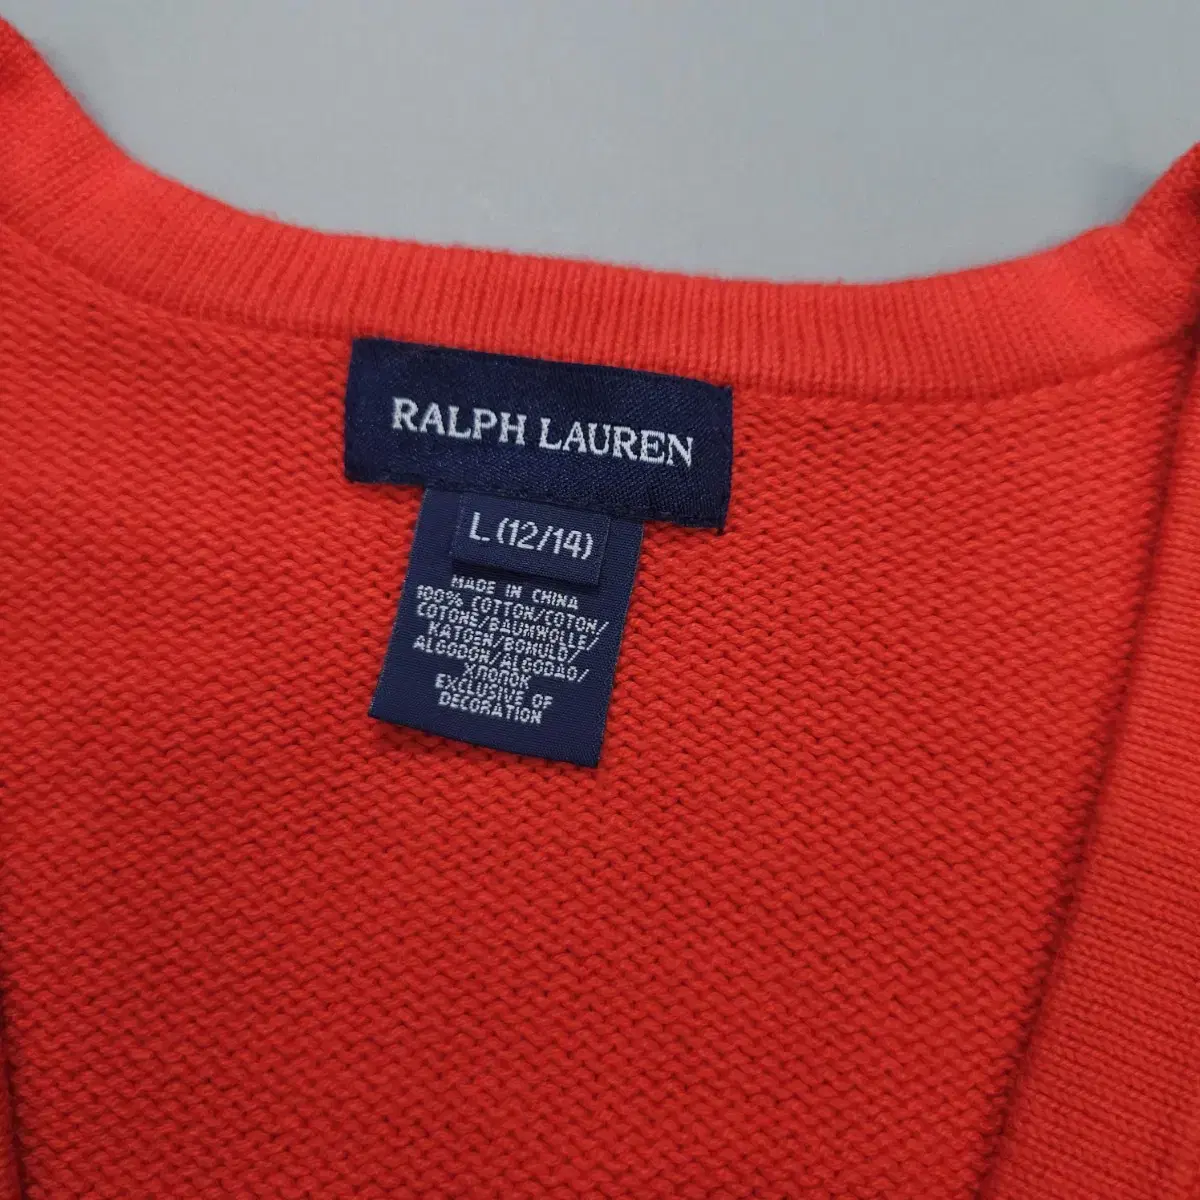 RALPH LAUREN
L (12/14)
MADE IN CHINA
100% COTTON/COTON/
COTONE/BAUMWOLLE/
KATOEN/BOMULD/
ALGODON/ALGODAO/
ХЛОПОК
EXCLUSIVE OF
DECORATION